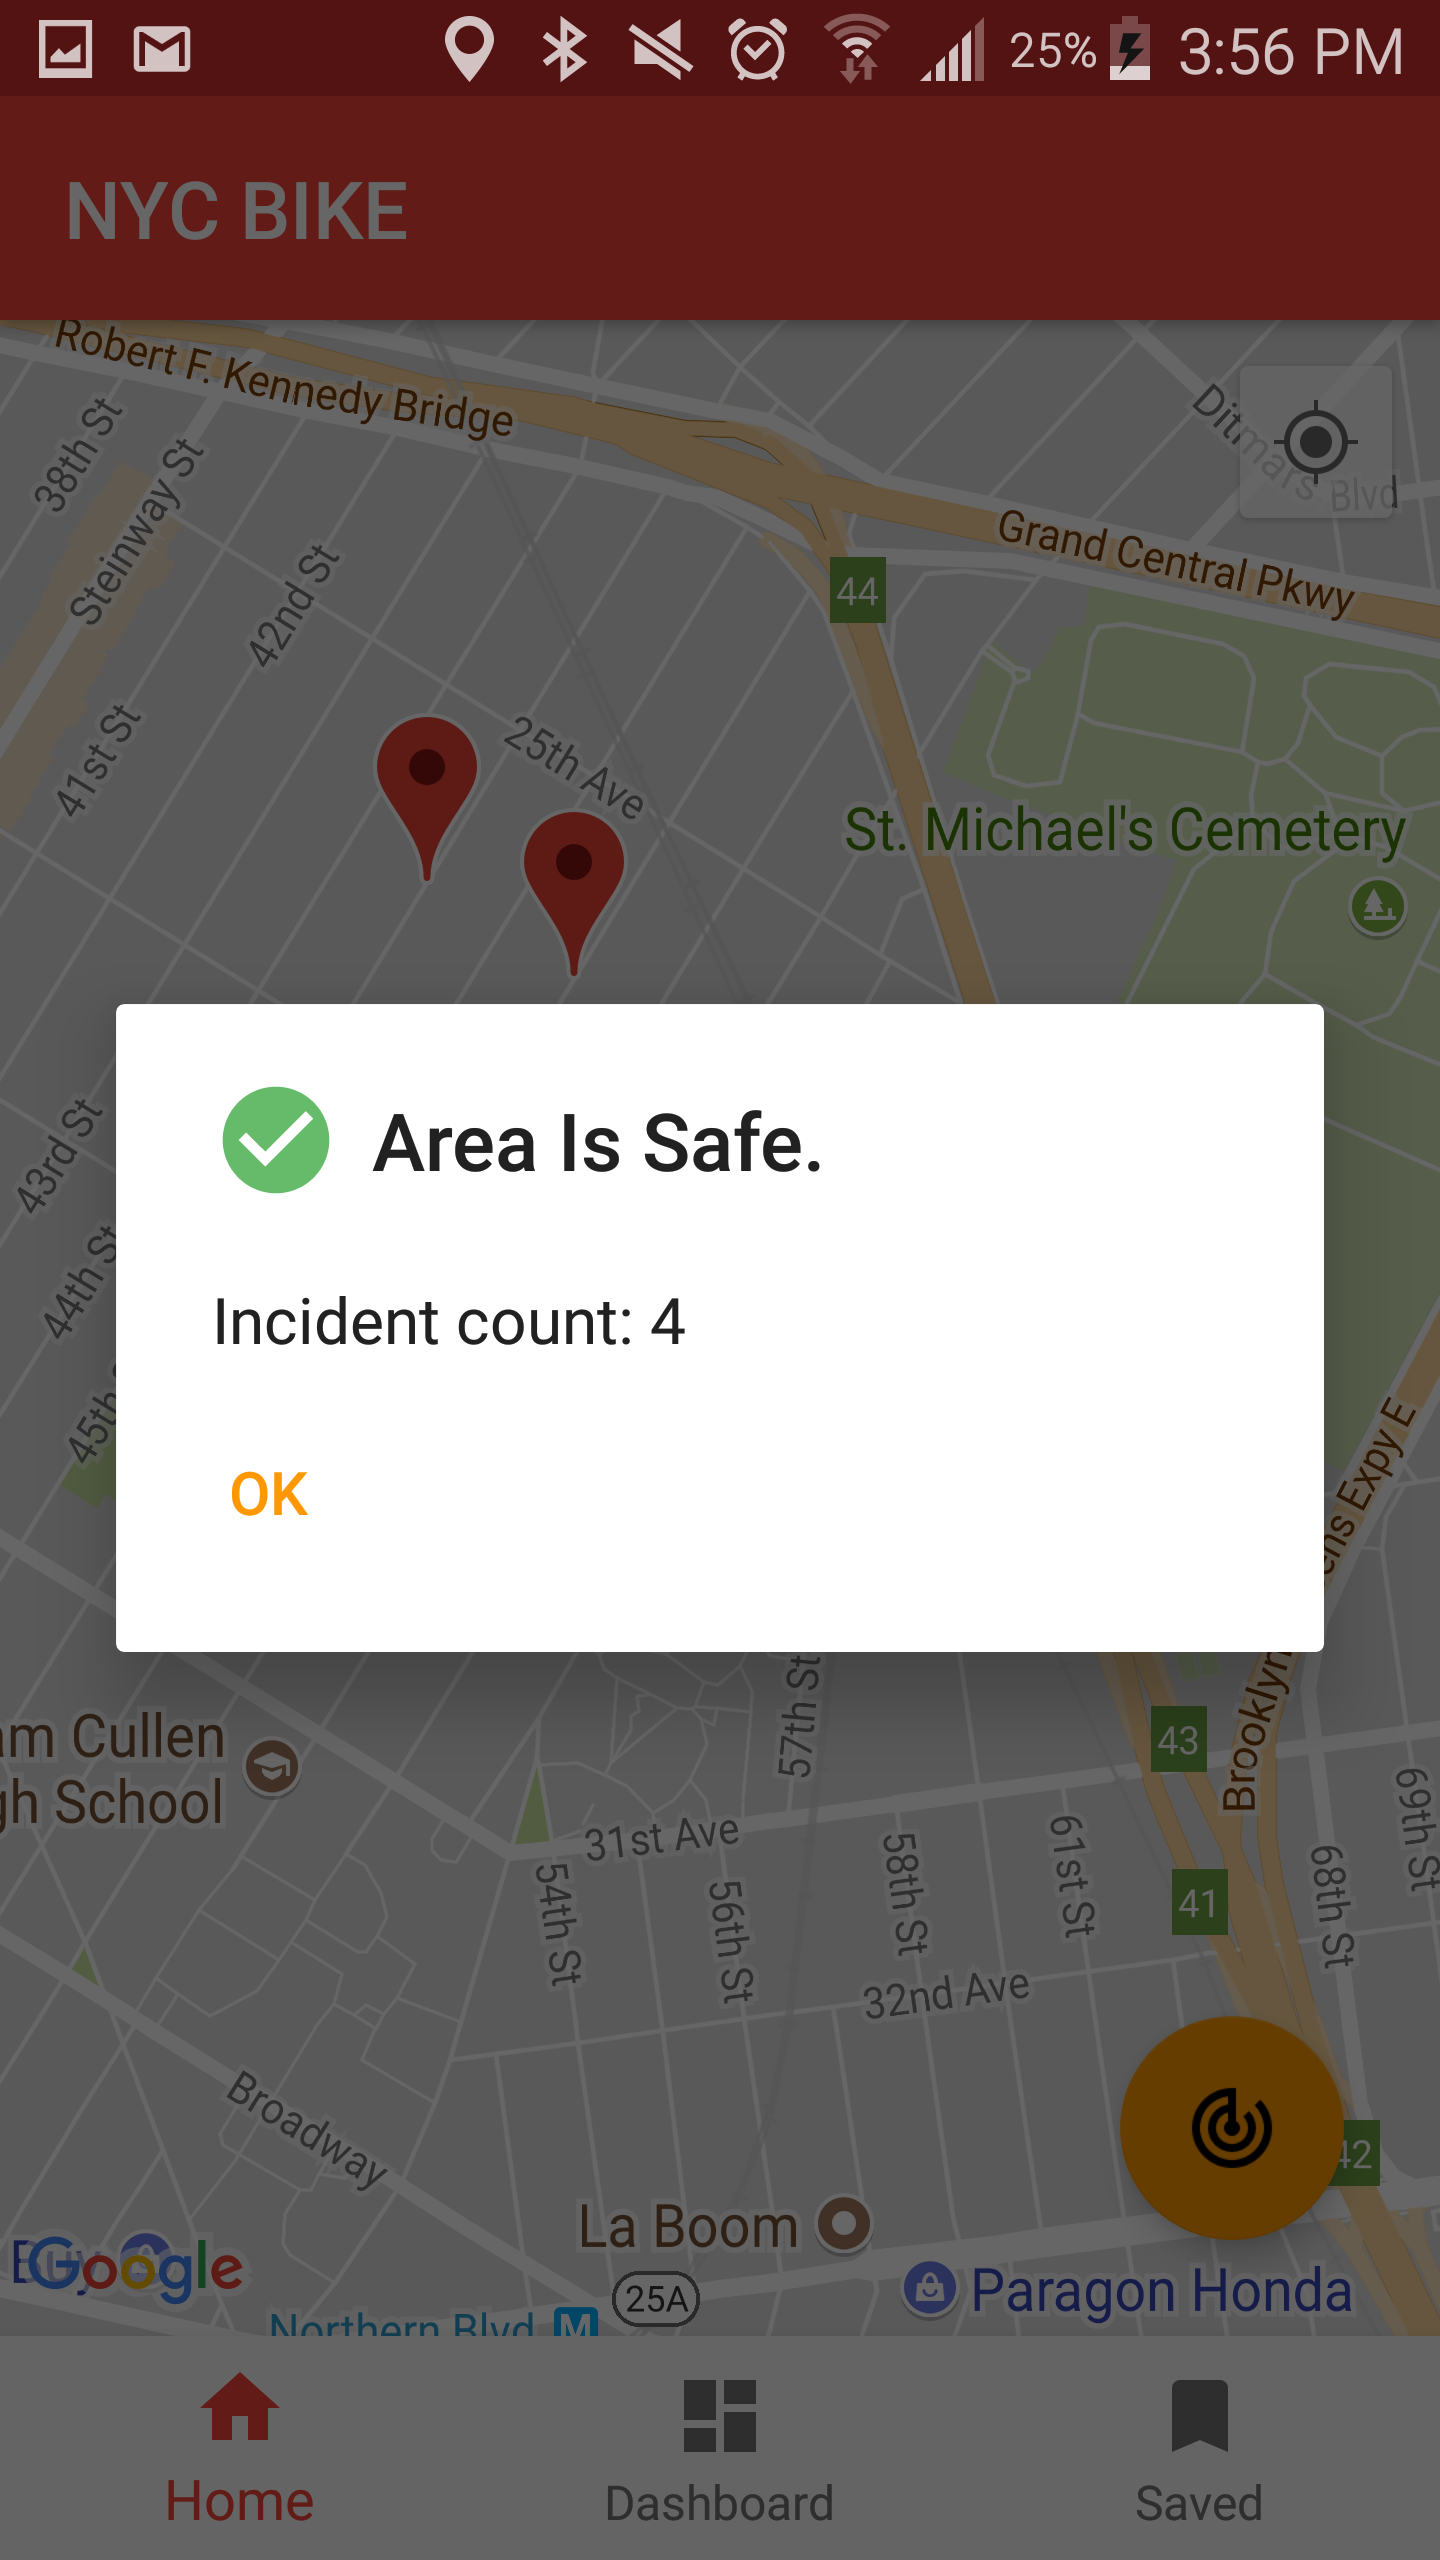 25% 3:56 PM
NYC BIKE
Robert F. Kennedy Bridge
38th St
Steinway St
Ditmars Blvd
Grand Central Pkwy
42nd St
44
41st St
25th Ave
St. Michael's Cemetery
Area Is Safe.
43rd St
44th St
Incident count: 4
45th
OK
ens Expy E
Brooklyn
57th St
am Cullen
gh School
43
69th St
31st Ave
54th St
56th St
58th St
61st St
68th St
41
32nd Ave
Broadway
42
La Boom
Google
25A
Paragon Honda
Northern Blvd M
Home
Dashboard
Saved